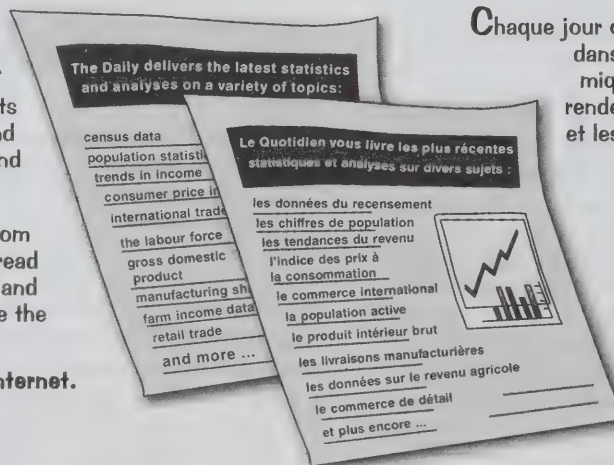 ts
nd
nd
om
read
and
e the
nternet.
The Daily delivers the latest statistics
and analyses on a variety of topics:
census data
population statisti
trends in income
consumer price in
international trade
the labour force
gross domestic
product
manufacturing sh
farm income data
retail trade
and more ...
Le Quotidien vous livre les plus récentes
statistiques et analyses sur divers sujets :
les données du recensement
les chiffres de population
les tendances du revenu
l'indice des prix à
la consommation
le commerce international
la population active
le produit intérieur brut
les livraisons manufacturières
les données sur le revenu agricole
le commerce de détail
et plus encore ...
Chaque jour
dans
miq
rende
et les